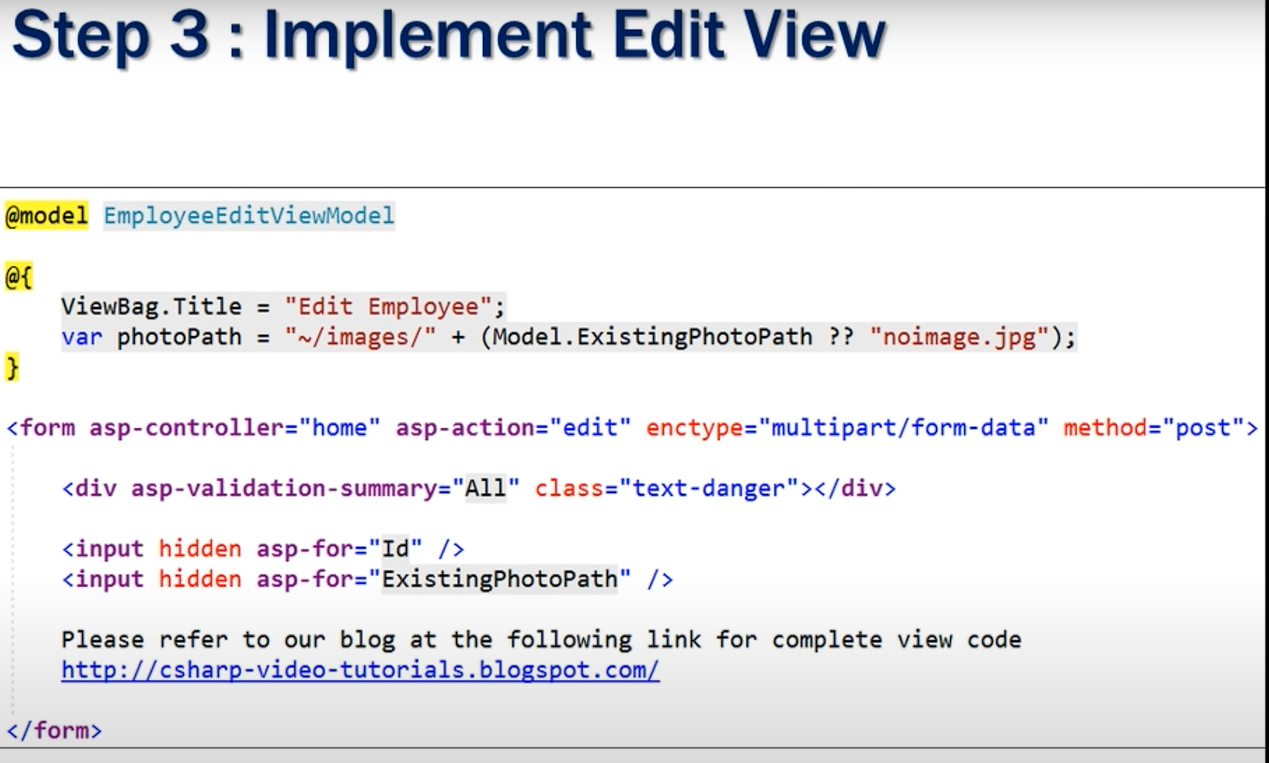 Step 3 : Implement Edit View
@model EmployeeEditViewModel
@{
ViewBag.Title = "Edit Employee";
var photoPath = "~/images/" + (Model.ExistingPhotoPath ?? "noimage.jpg");
}
<form asp-controller="home" asp-action="edit" enctype="multipart/form-data" method="post">
<div asp-validation-summary="All" class="text-danger"></div>
<input hidden asp-for="Id" />
<input hidden asp-for="ExistingPhotoPath" />
Please refer to our blog at the following link for complete view code
http://csharp-video-tutorials.blogspot.com/
</form>